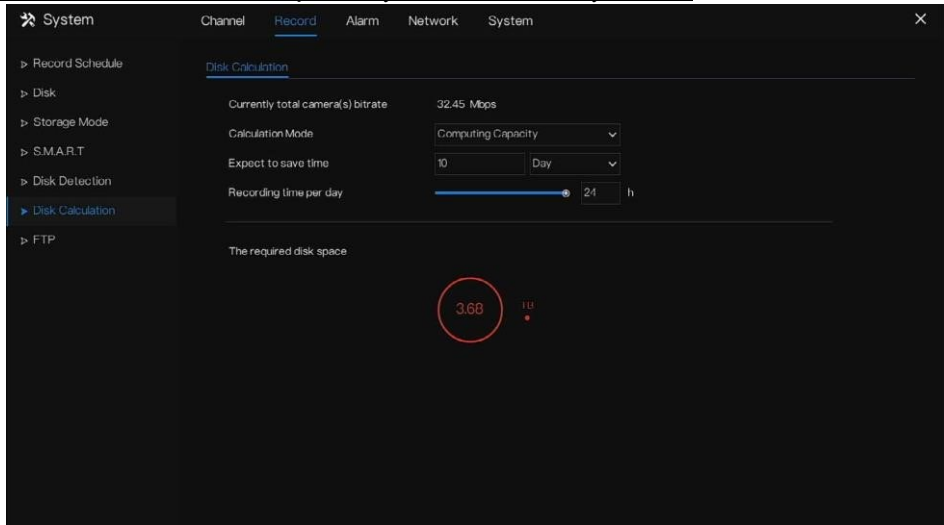 System
Channel Record Alarm Network System
Record Schedule
Disk
Storage Mode
S.M.A.R.T
Disk Detection
Disk Calculation
FTP
Disk Calculation
Currently total camera(s) bitrate 32.45 Mbps
Calculation Mode Computing Capacity
Expect to save time 10 Day
Recording time per day 24 h
The required disk space
3.68